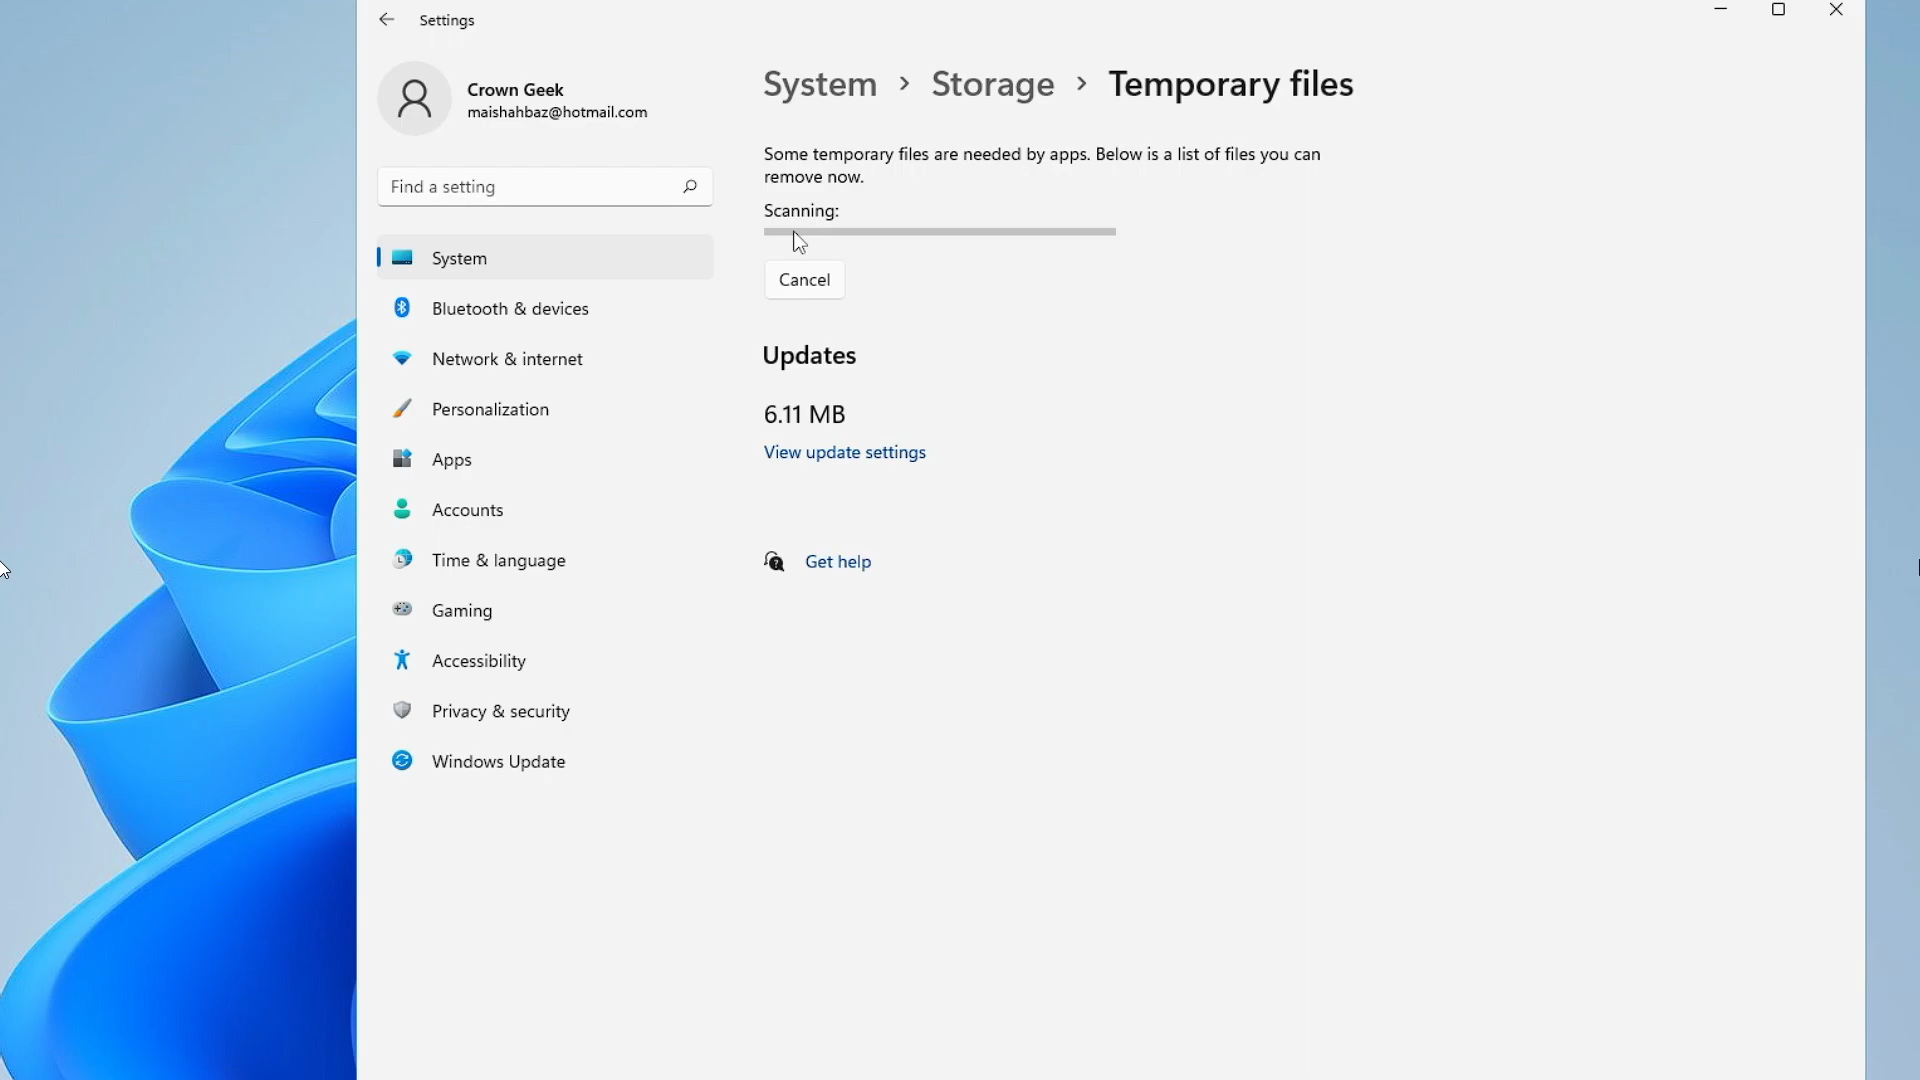 Settings
Crown Geek
maishahbaz@hotmail.com
Find a setting
System
Bluetooth & devices
Network & internet
Personalization
Apps
Accounts
Time & language
Gaming
Accessibility
Privacy & security
Windows Update
System > Storage > Temporary files
Some temporary files are needed by apps. Below is a list of files you can
remove now.
Scanning:
Cancel
Updates
6.11 MB
View update settings
Get help